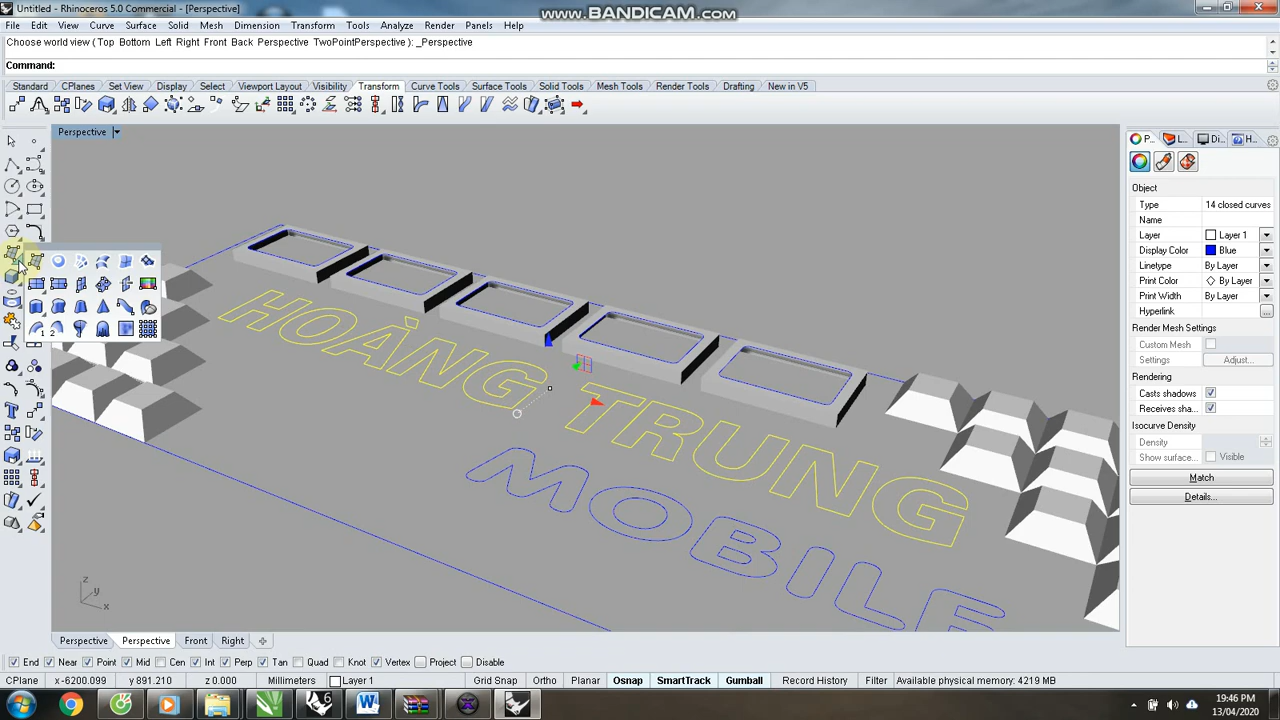 Untitled - Rhinoceros 5.0 Commercial - [Perspective]
www.BANDICAM.com
File Edit View Curve Surface Solid Mesh Dimension Transform Tools Analyze Render Panels Help
Choose world view ( Top Bottom Left Right Front Back Perspective TwoPointPerspective ): _Perspective
Command:
Standard CPlanes Set View Display Select Viewport Layout Visibility Transform Curve Tools Surface Tools Solid Tools Mesh Tools Render Tools Drafting New in V5
Perspective
P... L... Di... H...
Object
Type 14 closed curves
Name
Layer Layer 1
Display Color Blue
Linetype By Layer
Print Color By Layer
Print Width By Layer
Hyperlink ...
Render Mesh Settings
Custom Mesh
Settings Adjust...
Rendering
Casts shadows
Receives sha...
Isocurve Density
Density
Show surface... Visible
Match
Details...
HOÀNG TRUNG
MOBILE
z
y
x
Perspective Perspective Front Right
End Near Point Mid Cen Int Perp Tan Quad Knot Vertex Project Disable
CPlane x -6200.099 y 891.210 z 0.000 Millimeters Layer 1 Grid Snap Ortho Planar Osnap SmartTrack Gumball Record History Filter Available physical memory: 4219 MB
19:46 PM
13/04/2020